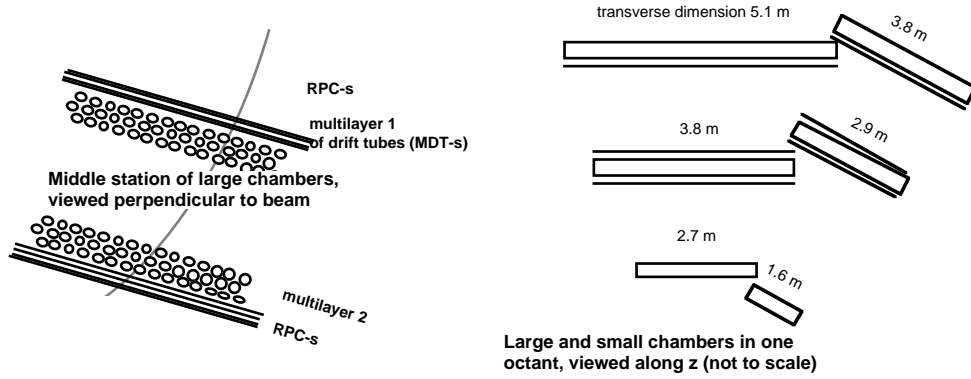 RPC-s
multilayer 1
of drift tubes (MDT-s)
Middle station of large chambers,
viewed perpendicular to beam
multilayer 2
RPC-s
transverse dimension 5.1 m
3.8 m
3.8 m
2.9 m
2.7 m
1.6 m
Large and small chambers in one
octant, viewed along z (not to scale)